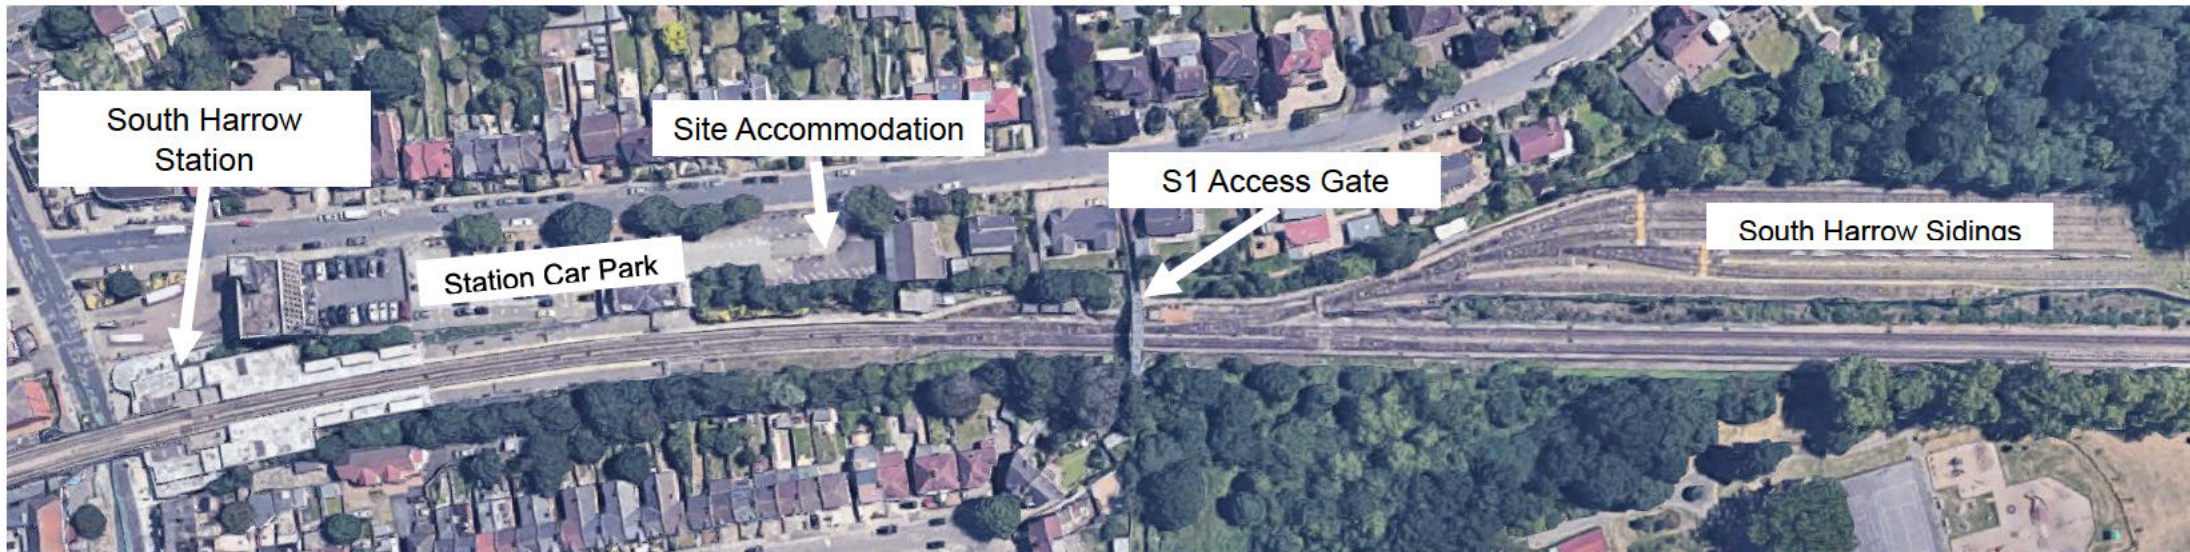 South Harrow
Station
Site Accommodation
S1 Access Gate
Station Car Park
South Harrow Sidings